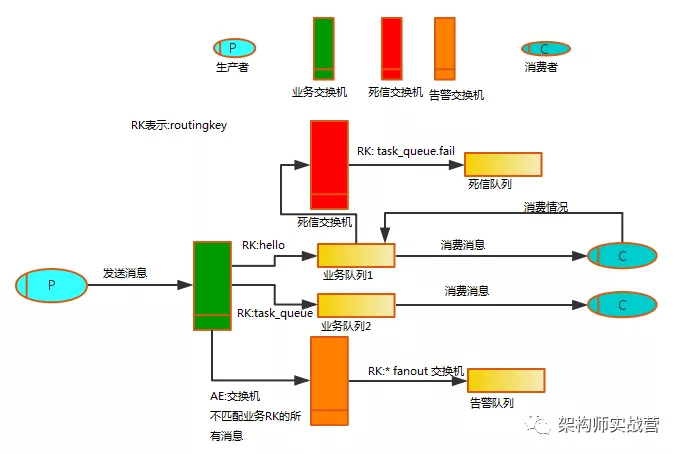 P
C
生产者
业务交换机
死信交换机
告警交换机
消费者
RK表示:routingkey
RK: task_queue.fail
死信队列
死信交换机
消费情况
RK:hello
消费消息
业务队列1
C
发送消息
P
消费消息
C
RK:task_queue
业务队列2
RK:* fanout 交换机
AE:交换机
不匹配业务RK的所
有消息
告警队列
架构师实战营